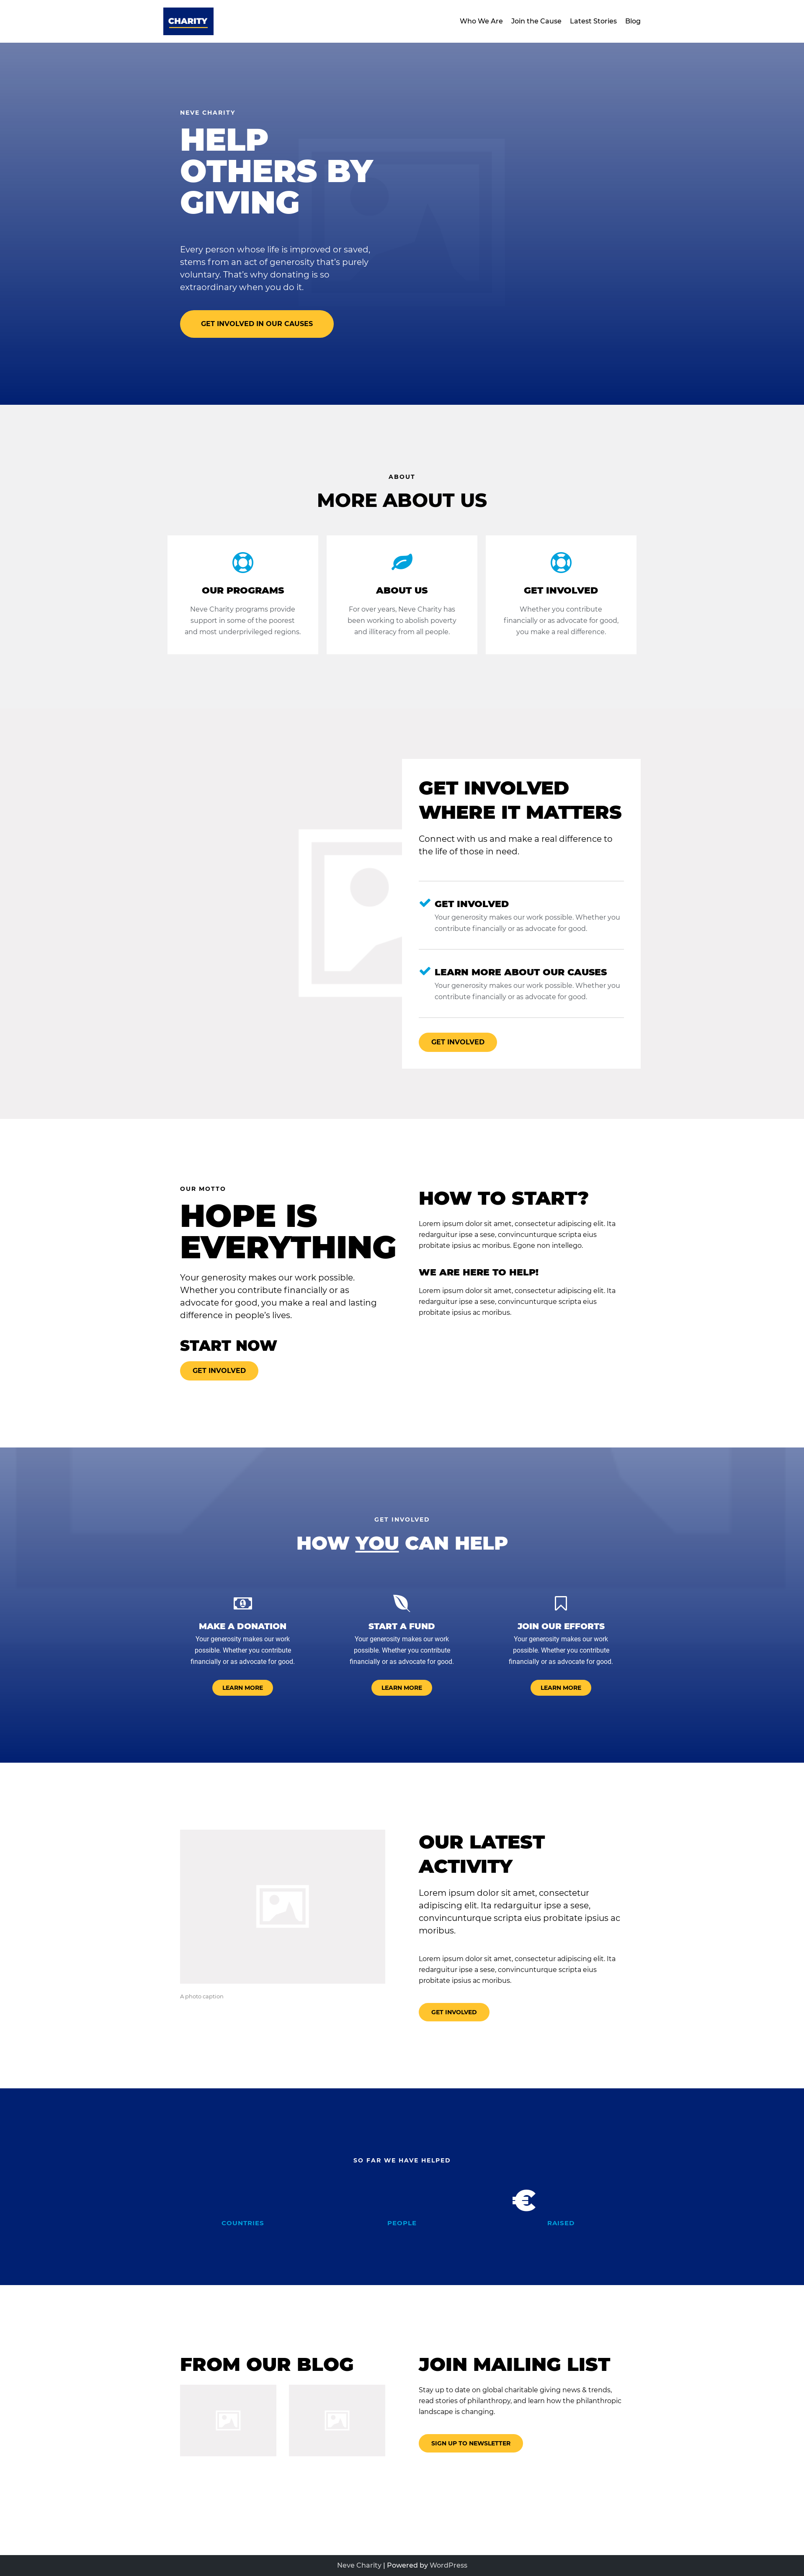 CHARITY
Who We Are Join the Cause Latest Stories Blog
NEVE CHARITY
HELP
OTHERS BY
GIVING
Every person whose life is improved or saved,
stems from an act of generosity that's purely
voluntary. That's why donating is so
extraordinary when you do it.
GET INVOLVED IN OUR CAUSES
ABOUT
MORE ABOUT US
OUR PROGRAMS
Neve Charity programs provide
support in some of the poorest
and most underprivileged regions.
ABOUT US
For over years, Neve Charity has
been working to abolish poverty
and illiteracy from all people.
GET INVOLVED
Whether you contribute
financially or as advocate for good,
you make a real difference.
GET INVOLVED
WHERE IT MATTERS
Connect with us and make a real difference to
the life of those in need.
GET INVOLVED
Your generosity makes our work possible. Whether you
contribute financially or as advocate for good.
LEARN MORE ABOUT OUR CAUSES
Your generosity makes our work possible. Whether you
contribute financially or as advocate for good.
GET INVOLVED
OUR MOTTO
HOPE IS
EVERYTHING
Your generosity makes our work possible.
Whether you contribute financially or as
advocate for good, you make a real and lasting
difference in people's lives.
START NOW
GET INVOLVED
HOW TO START?
Lorem ipsum dolor sit amet, consectetur adipiscing elit. Ita
redarguitur ipse a sese, convincunturque scripta eius
probitate ipsius ac moribus. Egone non intellego.
WE ARE HERE TO HELP!
Lorem ipsum dolor sit amet, consectetur adipiscing elit. Ita
redarguitur ipse a sese, convincunturque scripta eius
probitate ipsius ac moribus.
GET INVOLVED
HOW YOU CAN HELP
MAKE A DONATION
Your generosity makes our work
possible. Whether you contribute
financially or as advocate for good.
LEARN MORE
START A FUND
Your generosity makes our work
possible. Whether you contribute
financially or as advocate for good.
LEARN MORE
JOIN OUR EFFORTS
Your generosity makes our work
possible. Whether you contribute
financially or as advocate for good.
LEARN MORE
A photo caption
OUR LATEST
ACTIVITY
Lorem ipsum dolor sit amet, consectetur
adipiscing elit. Ita redarguitur ipse a sese,
convincunturque scripta eius probitate ipsius ac
moribus.
Lorem ipsum dolor sit amet, consectetur adipiscing elit. Ita
redarguitur ipse a sese, convincunturque scripta eius
probitate ipsius ac moribus.
GET INVOLVED
SO FAR WE HAVE HELPED
€
COUNTRIES PEOPLE RAISED
FROM OUR BLOG
JOIN MAILING LIST
Stay up to date on global charitable giving news & trends,
read stories of philanthropy, and learn how the philanthropic
landscape is changing.
SIGN UP TO NEWSLETTER
Neve Charity | Powered by WordPress